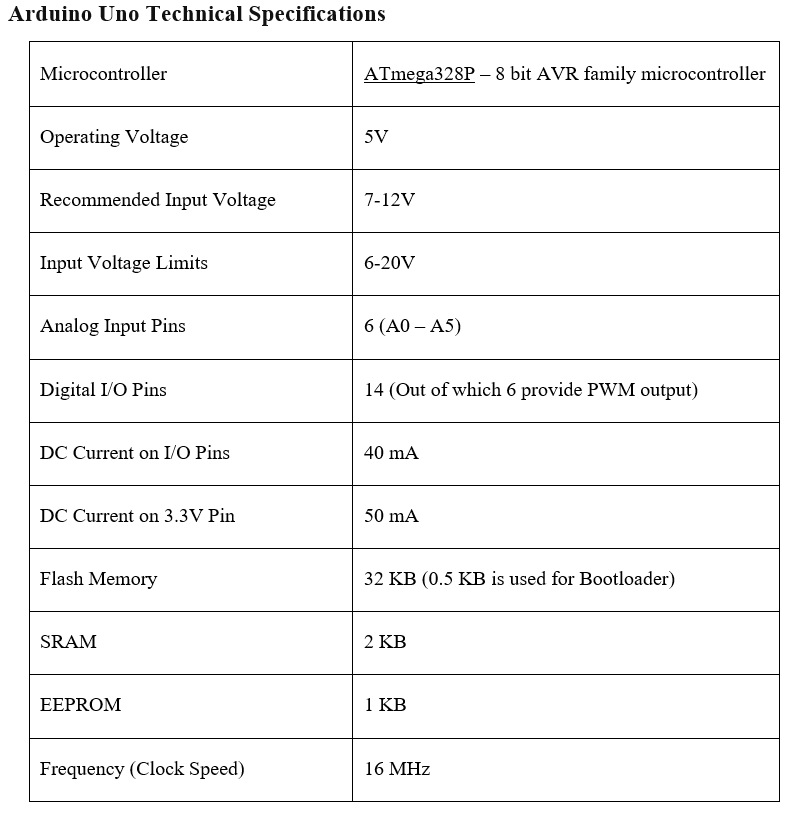 Arduino Uno Technical Specifications
Microcontroller ATmega328P – 8 bit AVR family microcontroller
Operating Voltage 5V
Recommended Input Voltage 7-12V
Input Voltage Limits 6-20V
Analog Input Pins 6 (A0 – A5)
Digital I/O Pins 14 (Out of which 6 provide PWM output)
DC Current on I/O Pins 40 mA
DC Current on 3.3V Pin 50 mA
Flash Memory 32 KB (0.5 KB is used for Bootloader)
SRAM 2 KB
EEPROM 1 KB
Frequency (Clock Speed) 16 MHz